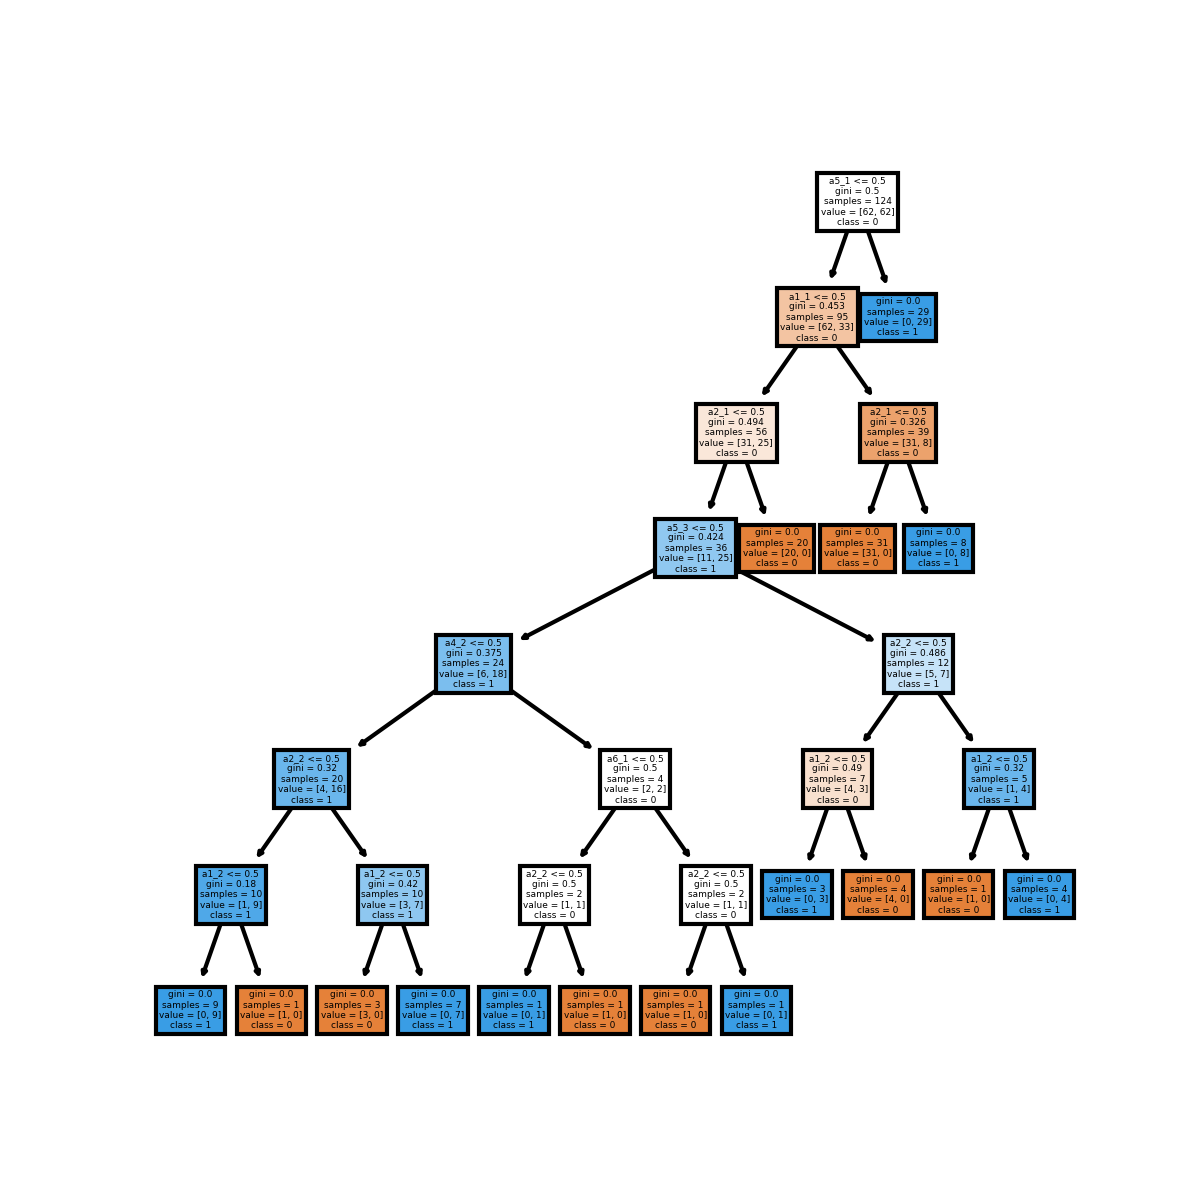 a5_1 <= 0.5
gini = 0.5
samples = 124
value = [62, 62]
class = 0
a1_1 <= 0.5
gini = 0.453
samples = 95
value = [62, 33]
class = 0
gini = 0.0
samples = 29
value = [0, 29]
class = 1
a2_1 <= 0.5
gini = 0.494
samples = 56
value = [31, 25]
class = 0
a2_1 <= 0.5
gini = 0.326
samples = 39
value = [31, 8]
class = 0
a5_3 <= 0.5
gini = 0.424
samples = 36
value = [11, 25]
class = 1
gini = 0.0
samples = 20
value = [20, 0]
class = 0
gini = 0.0
samples = 31
value = [31, 0]
class = 0
gini = 0.0
samples = 8
value = [0, 8]
class = 1
a4_2 <= 0.5
gini = 0.375
samples = 24
value = [6, 18]
class = 1
a2_2 <= 0.5
gini = 0.486
samples = 12
value = [5, 7]
class = 1
a2_2 <= 0.5
gini = 0.32
samples = 20
value = [4, 16]
class = 1
a6_1 <= 0.5
gini = 0.5
samples = 4
value = [2, 2]
class = 0
a1_2 <= 0.5
gini = 0.49
samples = 7
value = [4, 3]
class = 0
a1_2 <= 0.5
gini = 0.32
samples = 5
value = [1, 4]
class = 1
a1_2 <= 0.5
gini = 0.18
samples = 10
value = [1, 9]
class = 1
a1_2 <= 0.5
gini = 0.42
samples = 10
value = [3, 7]
class = 1
a2_2 <= 0.5
gini = 0.5
samples = 2
value = [1, 1]
class = 0
a2_2 <= 0.5
gini = 0.5
samples = 2
value = [1, 1]
class = 0
gini = 0.0
samples = 3
value = [0, 3]
class = 1
gini = 0.0
samples = 4
value = [4, 0]
class = 0
gini = 0.0
samples = 1
value = [1, 0]
class = 0
gini = 0.0
samples = 4
value = [0, 4]
class = 1
gini = 0.0
samples = 9
value = [0, 9]
class = 1
gini = 0.0
samples = 1
value = [1, 0]
class = 0
gini = 0.0
samples = 3
value = [3, 0]
class = 0
gini = 0.0
samples = 7
value = [0, 7]
class = 1
gini = 0.0
samples = 1
value = [0, 1]
class = 1
gini = 0.0
samples = 1
value = [1, 0]
class = 0
gini = 0.0
samples = 1
value = [1, 0]
class = 0
gini = 0.0
samples = 1
value = [0, 1]
class = 1